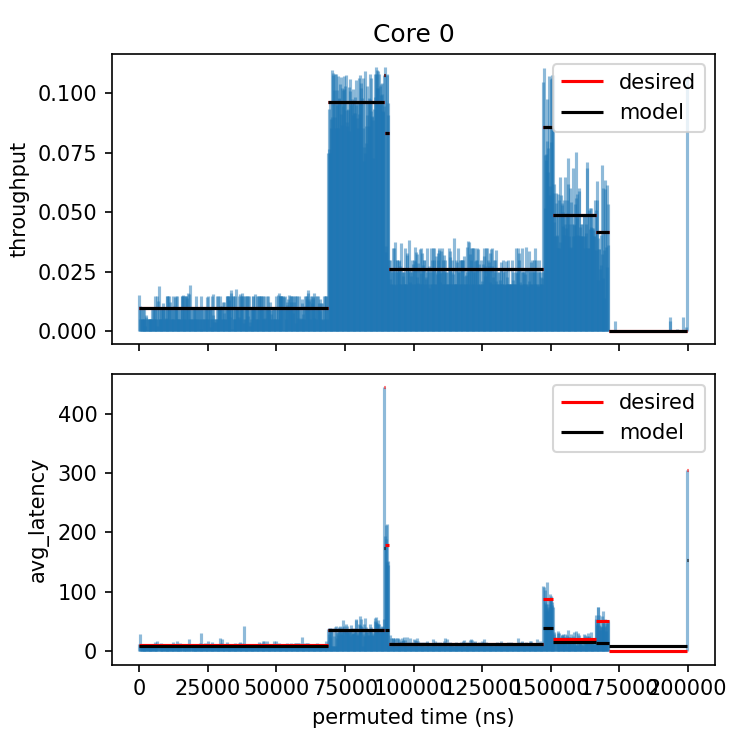 Core 0
0.100
0.075
0.050
0.025
0.000
throughput
desired
model
400
300
200
100
0
avg_latency
desired
model
0 25000 50000 75000 100000 125000 150000 175000 200000
permuted time (ns)